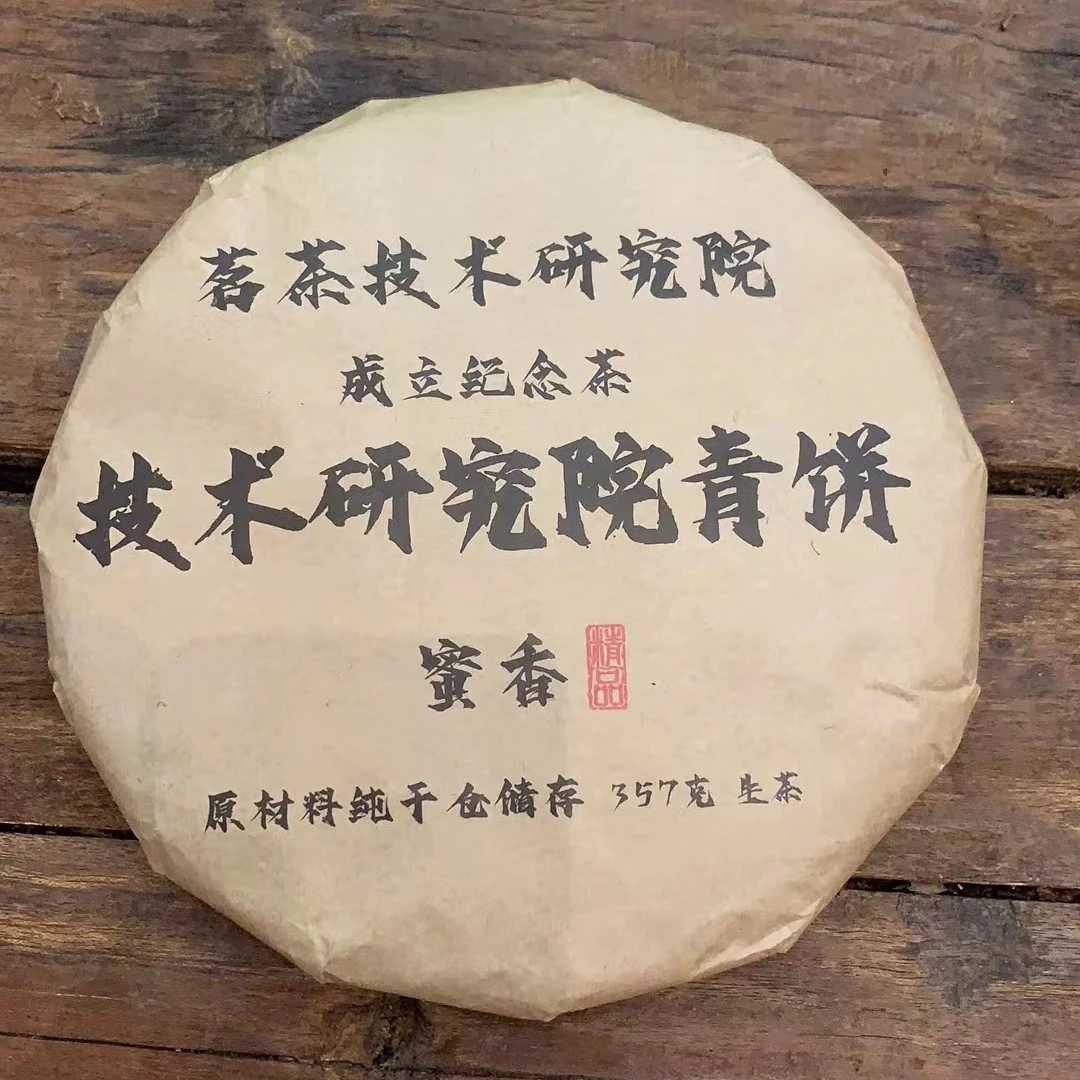 茗茶技术研究院
成立纪念茶
技术研究院青饼
蜜香 精品
原材料纯干仓储存 357克 生茶